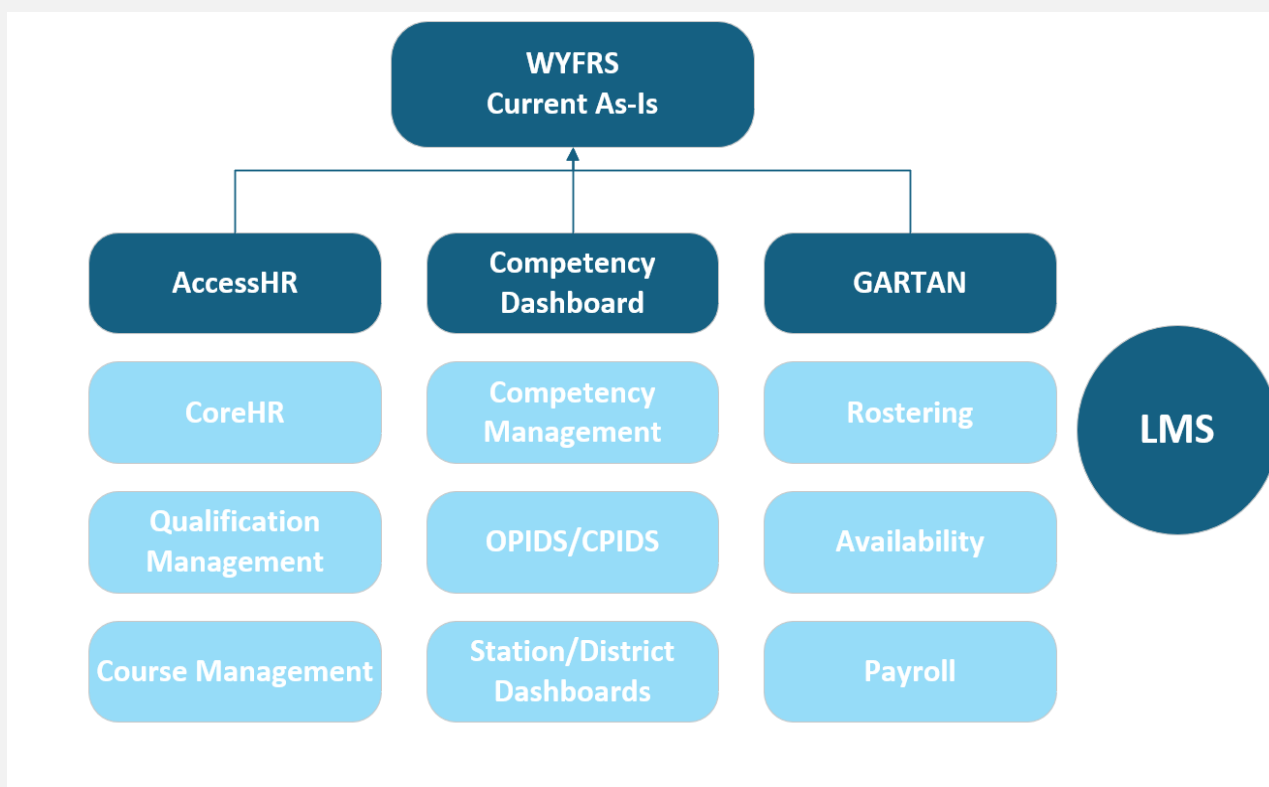 WYFRS
Current As-Is
AccessHR
Competency
Dashboard
GARTAN
CoreHR
Competency
Management
Rostering
LMS
Qualification
Management
OPIDS/CPIDS
Availability
Course Management
Station/District
Dashboards
Payroll